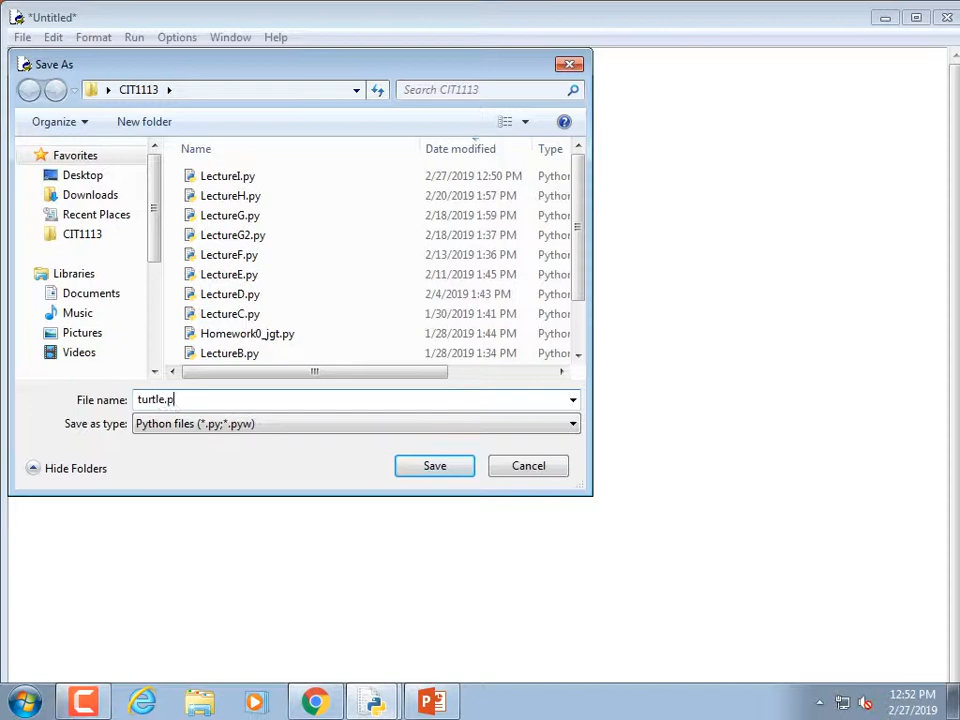 *Untitled*
File Edit Format Run Options Window Help
Save As
CIT1113
Search CIT1113
Organize New folder
Name Date modified Type
Favorites
Desktop
Downloads
Recent Places
CIT1113
Libraries
Documents
Music
Pictures
Videos
LectureI.py 2/27/2019 12:50 PM Python
LectureH.py 2/20/2019 1:57 PM Python
LectureG.py 2/18/2019 1:59 PM Python
LectureG2.py 2/18/2019 1:37 PM Python
LectureF.py 2/13/2019 1:36 PM Python
LectureE.py 2/11/2019 1:45 PM Python
LectureD.py 2/4/2019 1:43 PM Python
LectureC.py 1/30/2019 1:41 PM Python
Homework0_jgt.py 1/28/2019 1:44 PM Python
LectureB.py 1/28/2019 1:34 PM Python
File name: turtle.p
Save as type: Python files (*.py;*.pyw)
Hide Folders
Save
Cancel
12:52 PM
2/27/2019